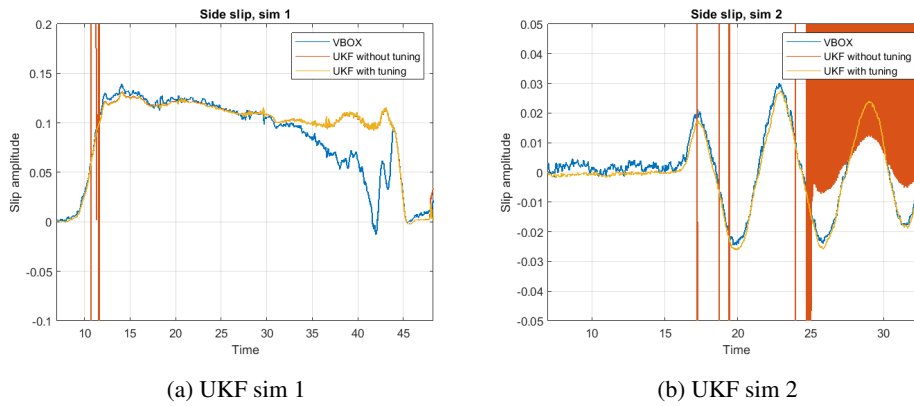 Side slip, sim 1
VBOX
UKF without tuning
UKF with tuning
Slip amplitude
0.2
0.15
0.1
0.05
0
-0.05
-0.1
10 15 20 25 30 35 40 45
Time
(a) UKF sim 1
Side slip, sim 2
VBOX
UKF without tuning
UKF with tuning
Slip amplitude
0.05
0.04
0.03
0.02
0.01
0
-0.01
-0.02
-0.03
-0.04
-0.05
10 15 20 25 30
Time
(b) UKF sim 2